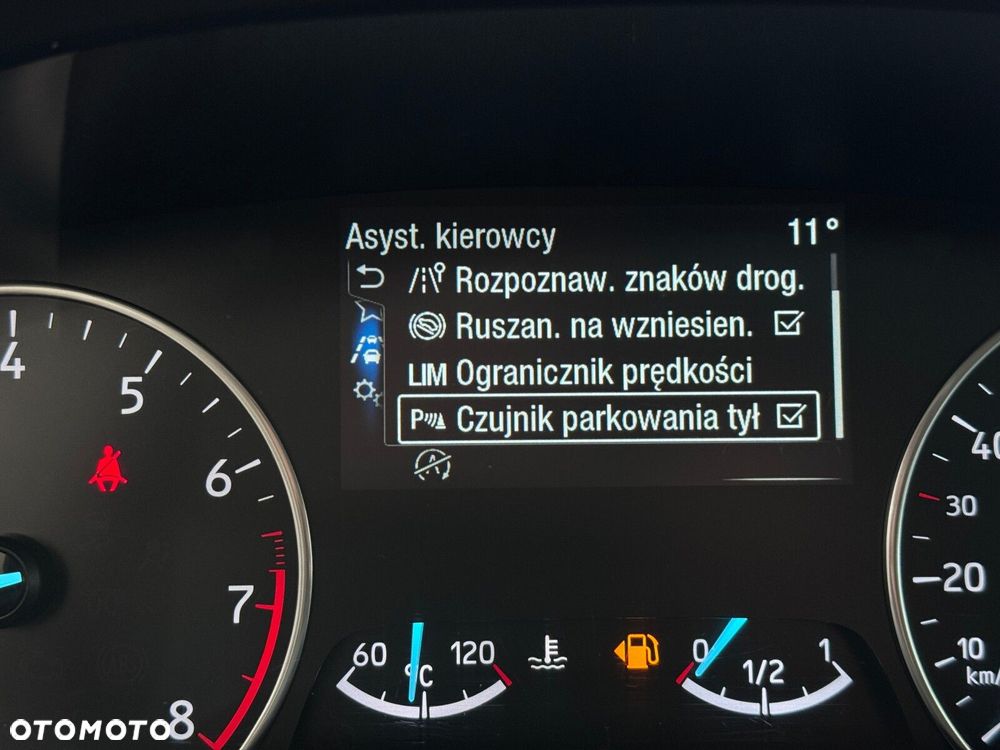 Asyst. kierowcy 11°
Rozpoznaw. znaków drog.
Ruszan. na wzniesien.
LIM Ogranicznik prędkości
P Czujnik parkowania tył
A
4
5
6
7
8
60 °C 120
0 1/2 1
40
30
20
10
km/
OTOMOTO